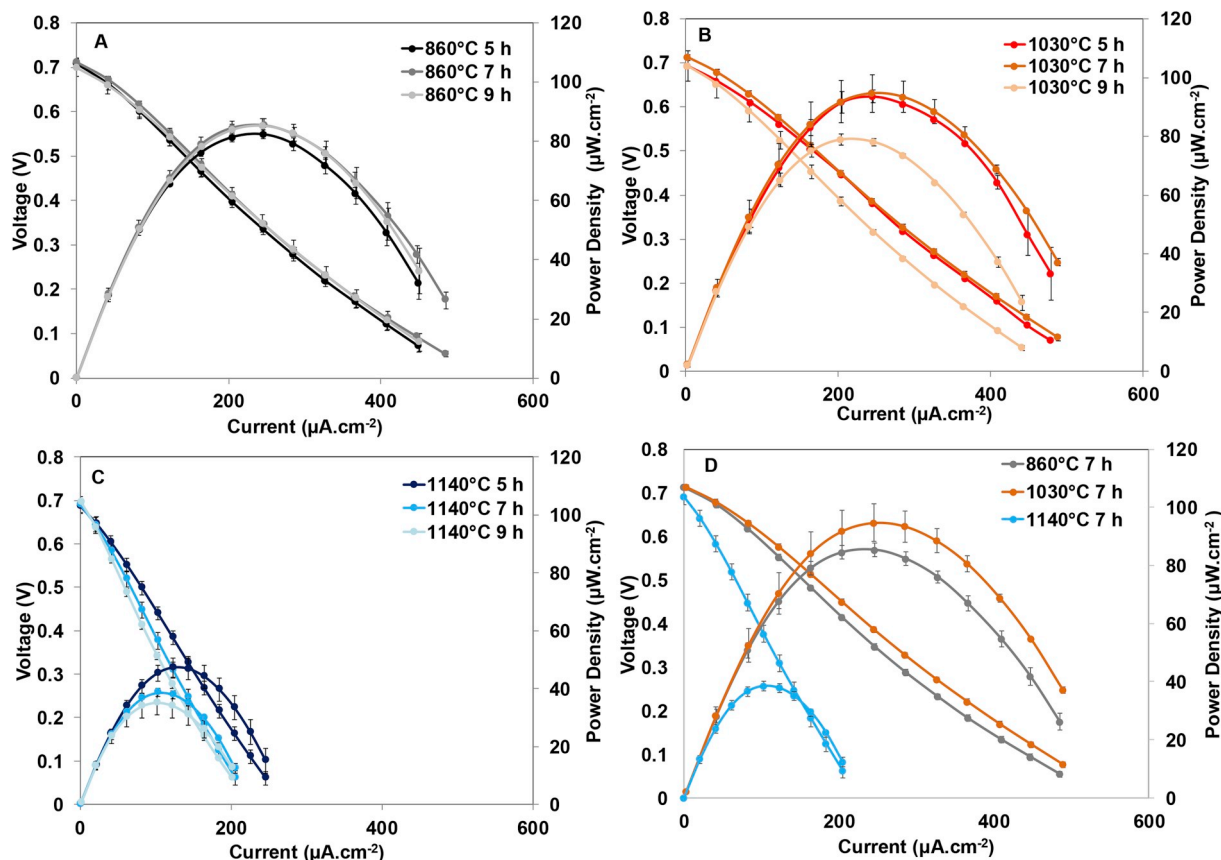 A
860°C 5 h
860°C 7 h
860°C 9 h
0.8
0.7
0.6
0.5
0.4
0.3
0.2
0.1
0
Voltage (V)
120
100
80
60
40
20
0
Power Density (µW.cm-2)
0
200
400
600
Current (µA.cm-2)
B
1030°C 5 h
1030°C 7 h
1030°C 9 h
0.8
0.7
0.6
0.5
0.4
0.3
0.2
0.1
0
Voltage (V)
120
100
80
60
40
20
0
Power Density (µW.cm-2)
0
200
400
600
Current (µA.cm-2)
C
1140°C 5 h
1140°C 7 h
1140°C 9 h
0.8
0.7
0.6
0.5
0.4
0.3
0.2
0.1
0
Voltage (V)
120
100
80
60
40
20
0
Power Density (µW.cm-2)
0
200
400
600
Current (µA.cm-2)
D
860°C 7 h
1030°C 7 h
1140°C 7 h
0.8
0.7
0.6
0.5
0.4
0.3
0.2
0.1
0
Voltage (V)
120
100
80
60
40
20
0
Power Density (µW.cm-2)
0
200
400
600
Current (µA.cm-2)